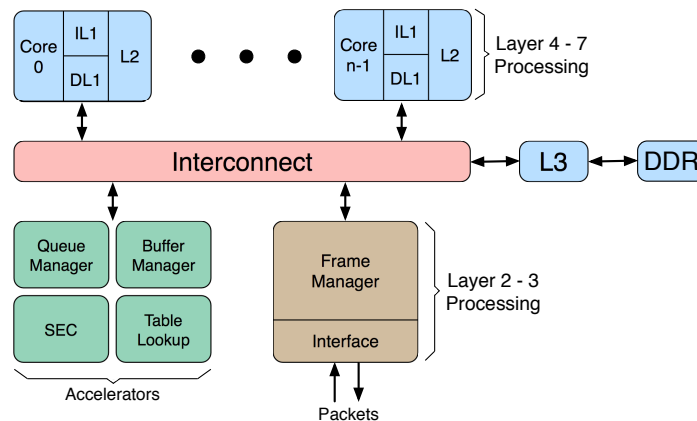 Core
0
IL1
DL1
L2
Core
n-1
IL1
DL1
L2
Layer 4 - 7
Processing
Interconnect
L3
DDR
Queue
Manager
Buffer
Manager
SEC
Table
Lookup
Accelerators
Frame
Manager
Interface
Layer 2 - 3
Processing
Packets